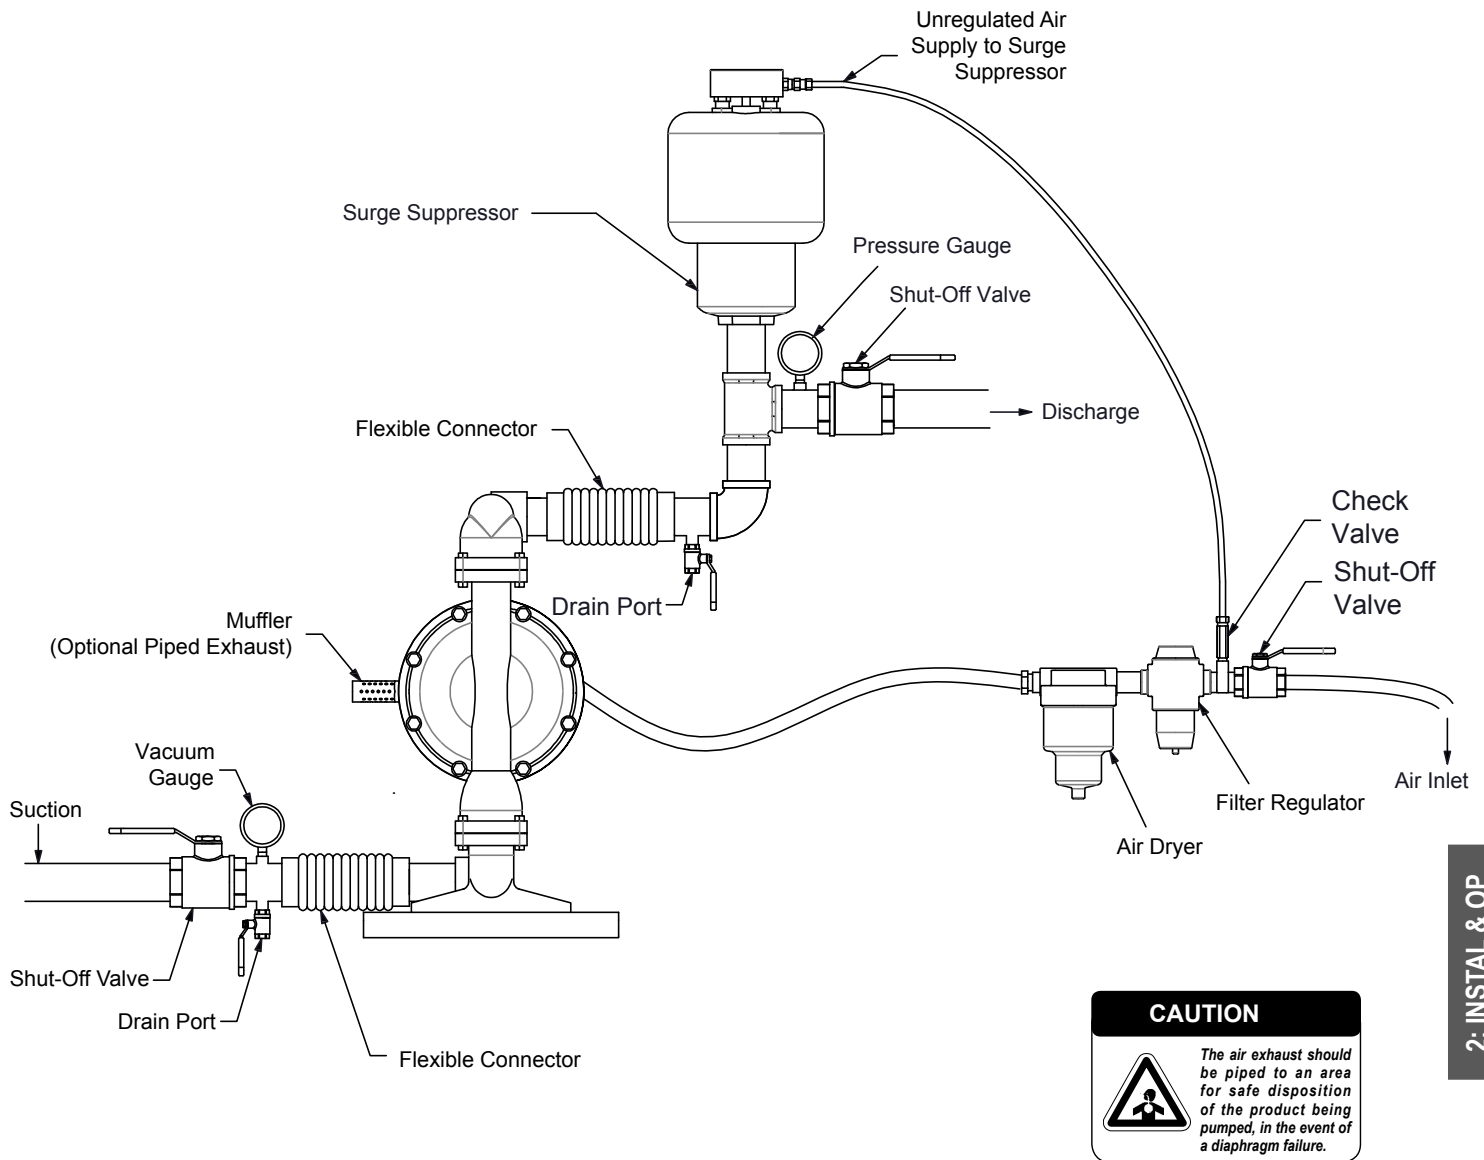 Unregulated Air
Supply to Surge
Suppressor
Surge Suppressor
Pressure Gauge
Shut-Off Valve
Discharge
Flexible Connector
Check
Valve
Shut-Off
Valve
Drain Port
Muffler
(Optional Piped Exhaust)
Vacuum
Gauge
Suction
Air Inlet
Filter Regulator
Air Dryer
Shut-Off Valve
Drain Port
Flexible Connector
2: INSTAL & OP
CAUTION
The air exhaust should
be piped to an area
for safe disposition
of the product being
pumped, in the event of
a diaphragm failure.